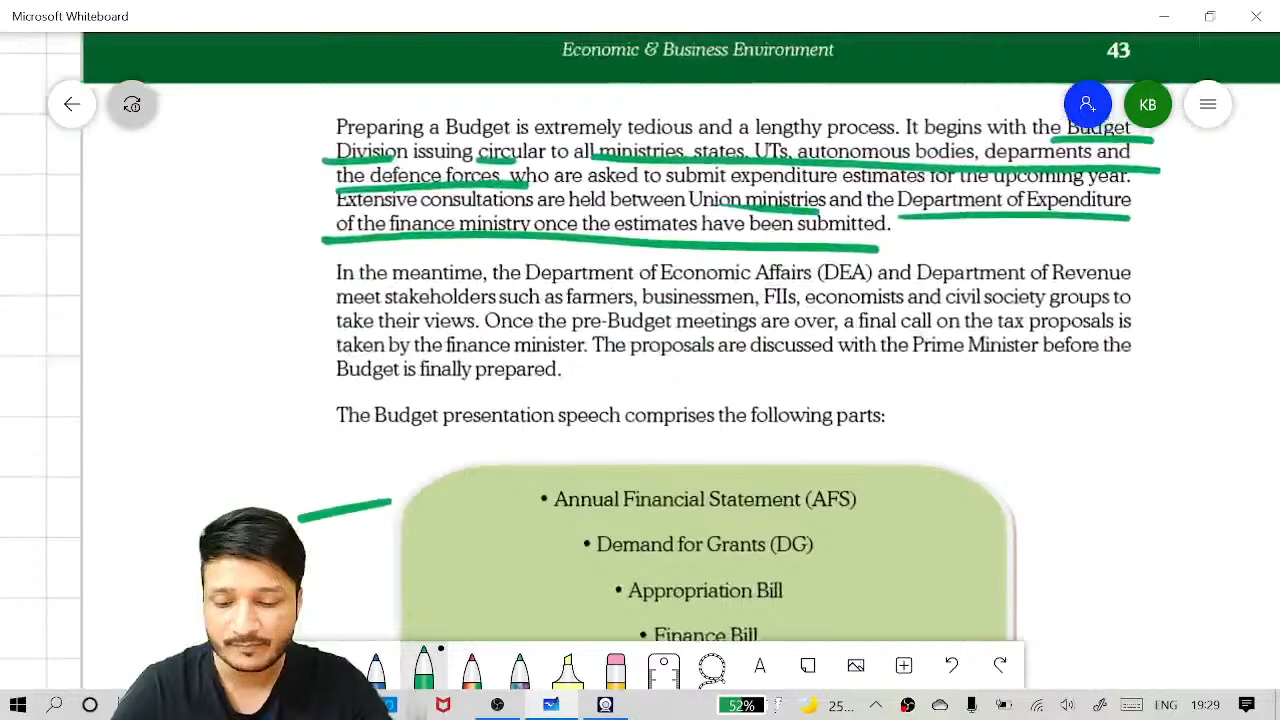 Microsoft Whiteboard
Economic & Business Environment 43
KB
Preparing a Budget is extremely tedious and a lengthy process. It begins with the Budget
Division issuing circular to all ministries, states, UTs, autonomous bodies, deparments and
the defence forces, who are asked to submit expenditure estimates for the upcoming year.
Extensive consultations are held between Union ministries and the Department of Expenditure
of the finance ministry once the estimates have been submitted.
In the meantime, the Department of Economic Affairs (DEA) and Department of Revenue
meet stakeholders such as farmers, businessmen, FIIs, economists and civil society groups to
take their views. Once the pre-Budget meetings are over, a final call on the tax proposals is
taken by the finance minister. The proposals are discussed with the Prime Minister before the
Budget is finally prepared.
The Budget presentation speech comprises the following parts:
• Annual Financial Statement (AFS)
• Demand for Grants (DG)
• Appropriation Bill
• Finance Bill
A
52% 25... ENG 19:29